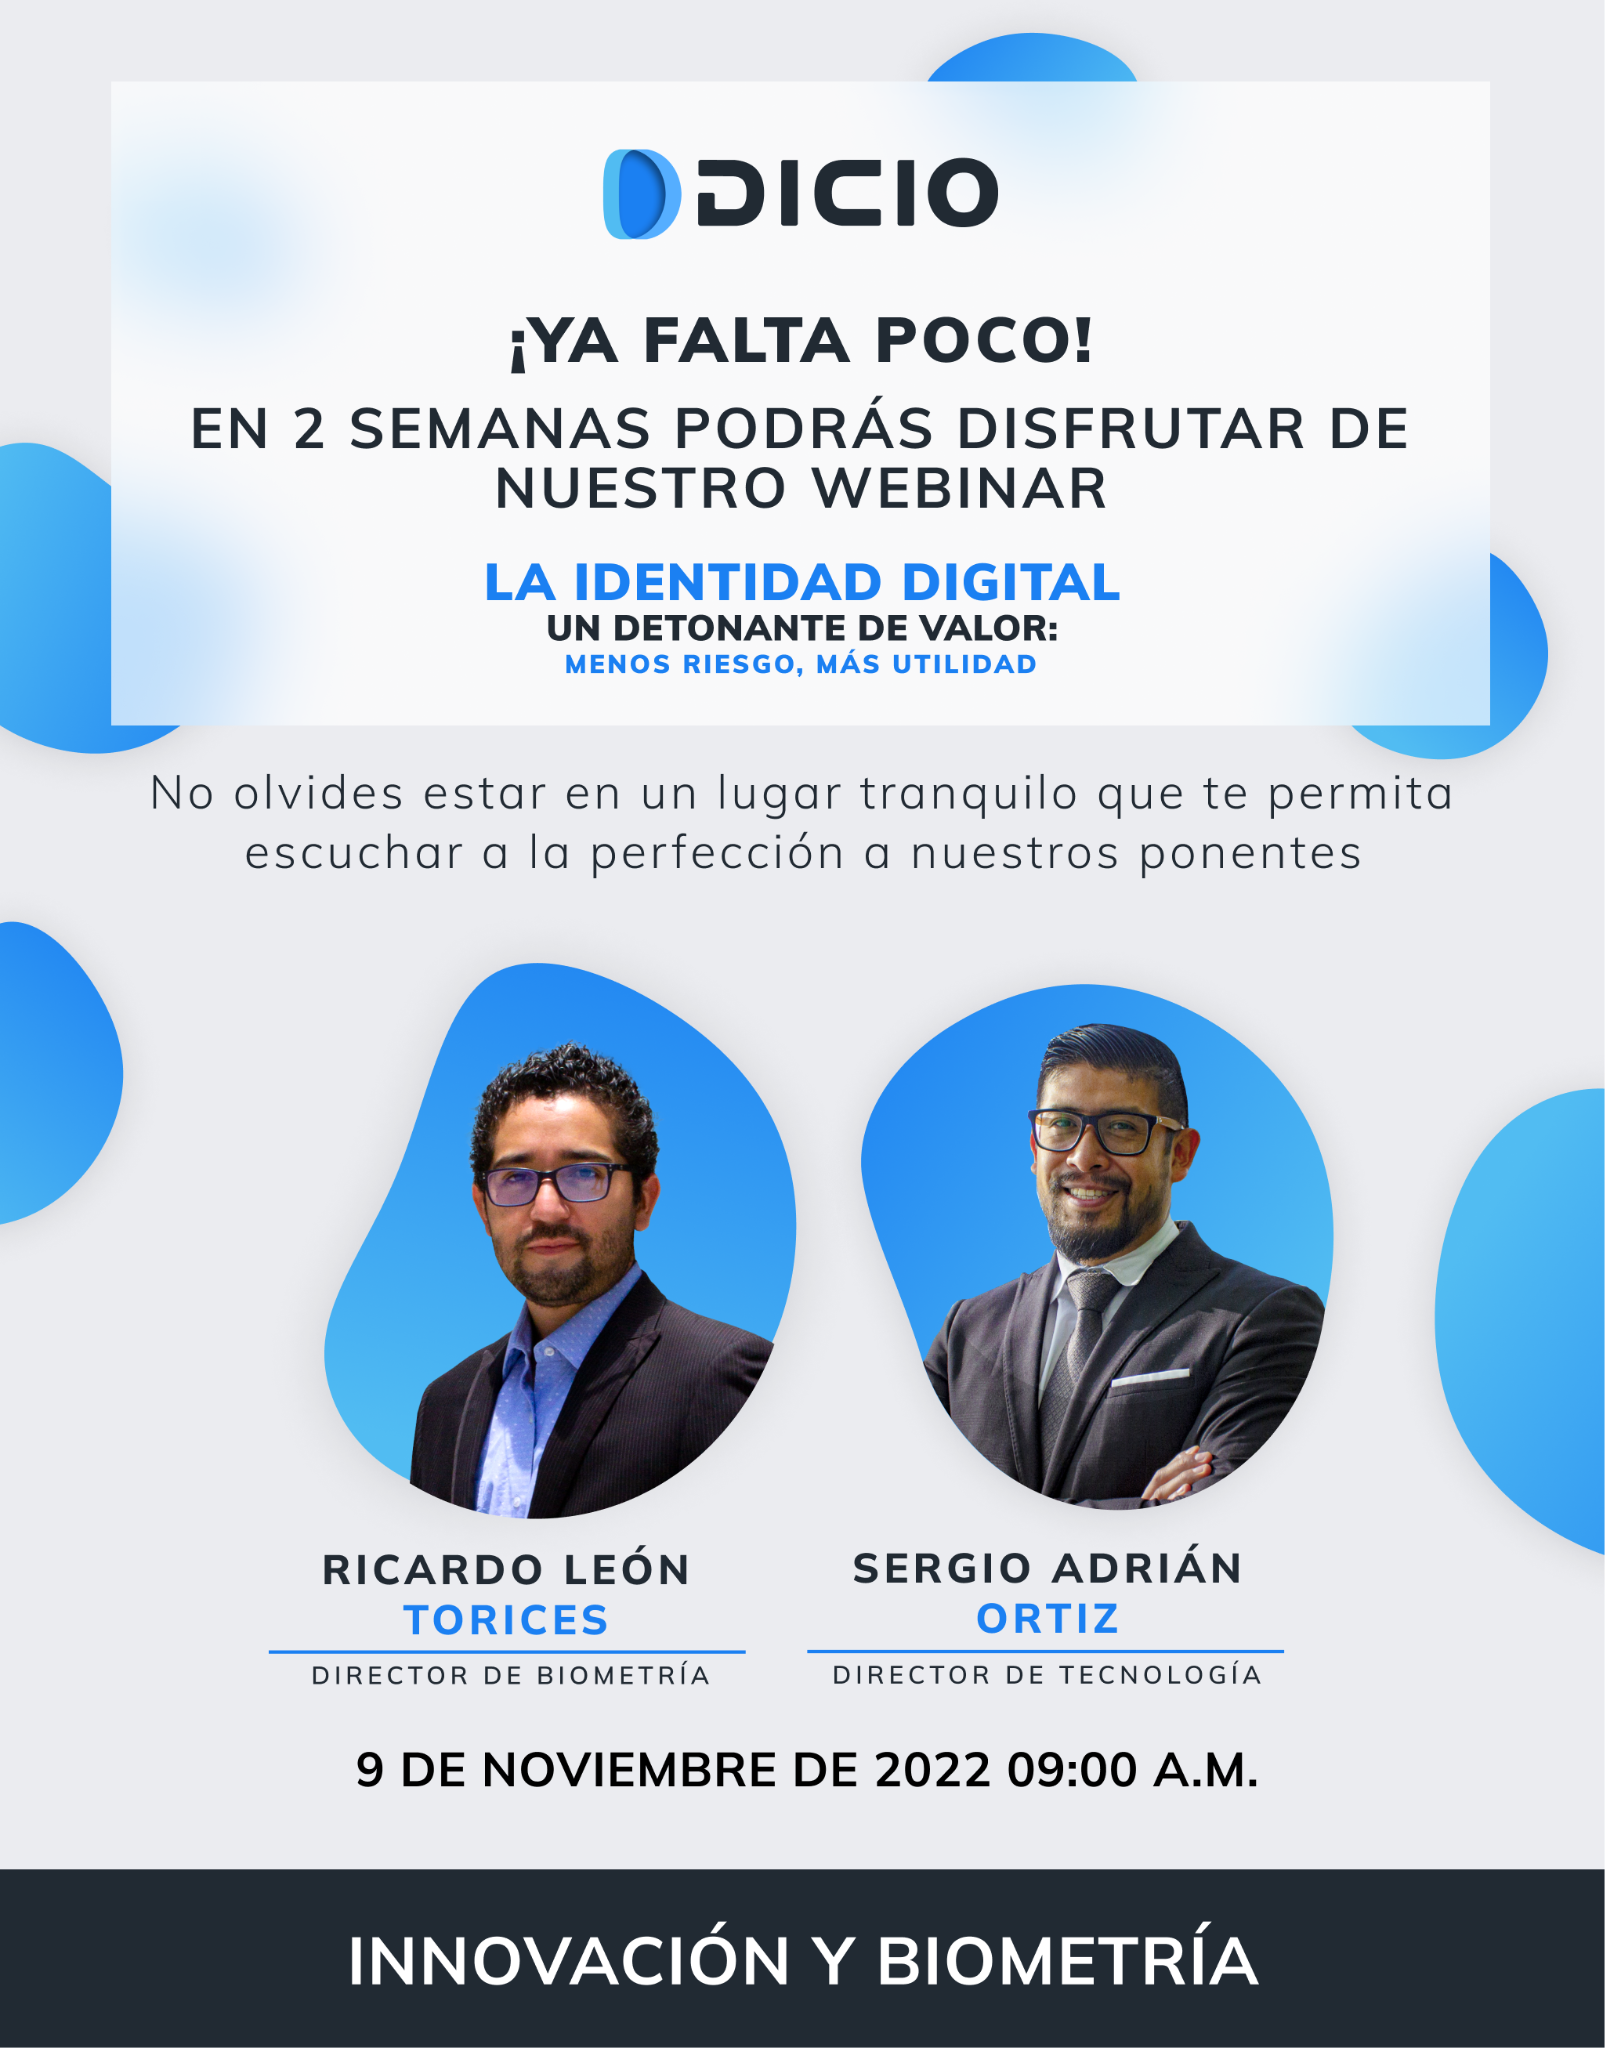 DICIO
¡YA FALTA POCO!
EN 2 SEMANAS PODRÁS DISFRUTAR DE
NUESTRO WEBINAR
LA IDENTIDAD DIGITAL
UN DETONANTE DE VALOR:
MENOS RIESGO, MÁS UTILIDAD
No olvides estar en un lugar tranquilo que te permita
escuchar a la perfección a nuestros ponentes
RICARDO LEÓN
TORICES
DIRECTOR DE BIOMETRÍA
SERGIO ADRIÁN
ORTIZ
DIRECTOR DE TECNOLOGÍA
9 DE NOVIEMBRE DE 2022 09:00 A.M.
INNOVACIÓN Y BIOMETRÍA